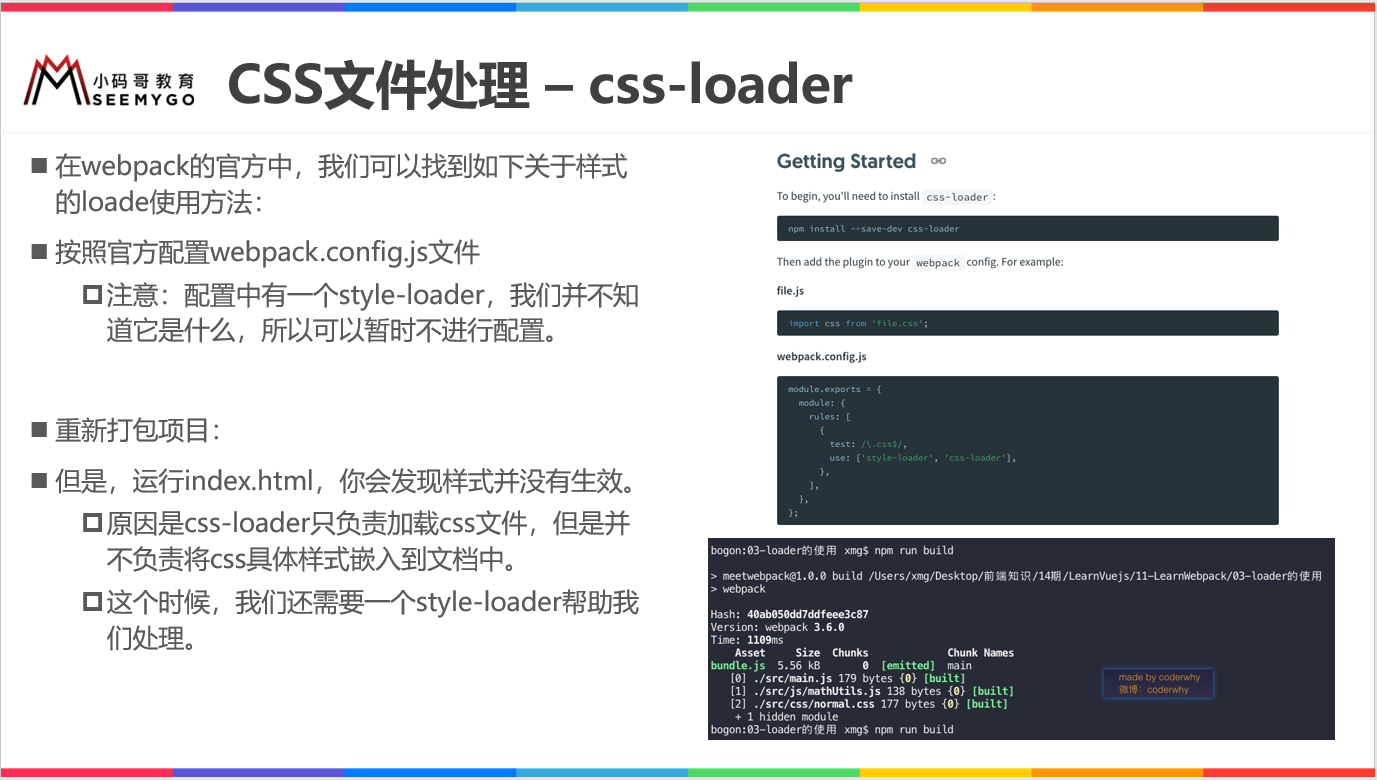 小码哥教育
SEEMYGO
CSS文件处理 – css-loader
■ 在webpack的官方中，我们可以找到如下关于样式
的loade使用方法：
■ 按照官方配置webpack.config.js文件
注意：配置中有一个style-loader，我们并不知
道它是什么，所以可以暂时不进行配置。
■ 重新打包项目：
■ 但是，运行index.html，你会发现样式并没有生效。
原因是css-loader只负责加载css文件，但是并
不负责将css具体样式嵌入到文档中。
这个时候，我们还需要一个style-loader帮助我
们处理。
Getting Started
To begin, you'll need to install css-loader :
npm install --save-dev css-loader
Then add the plugin to your webpack config. For example:
file.js
import css from 'file.css';
webpack.config.js
module.exports = {
module: {
rules: [
{
test: /\.css$/,
use: ['style-loader', 'css-loader'],
},
],
},
};
bogon:03-loader的使用 xmg$ npm run build
> meetwebpack@1.0.0 build /Users/xmg/Desktop/前端知识/14期/LearnVuejs/11-LearnWebpack/03-loader的使用
> webpack
Hash: 40ab050dd7ddfeee3c87
Version: webpack 3.6.0
Time: 1109ms
Asset Size Chunks Chunk Names
bundle.js 5.56 kB 0 [emitted] main
[0] ./src/main.js 179 bytes {0} [built]
[1] ./src/js/mathUtils.js 138 bytes {0} [built]
[2] ./src/css/normal.css 177 bytes {0} [built]
+ 1 hidden module
bogon:03-loader的使用 xmg$ npm run build
made by coderwhy
微博：coderwhy